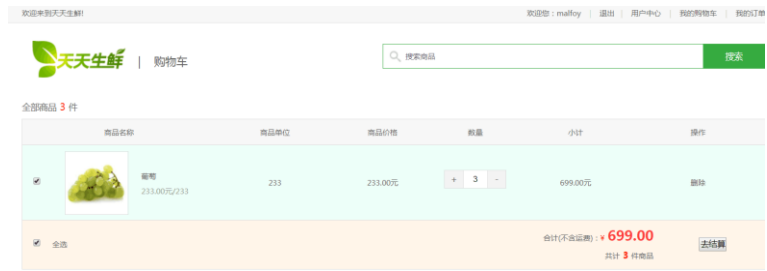 欢迎来到天天生鲜!
欢迎您：malfoy | 退出 | 用户中心 | 我的购物车 | 我的订单
天天生鲜 | 购物车
搜索商品 搜索
全部商品 3 件
商品名称 商品单位 商品价格 数量 小计 操作
葡萄
233.00元/233
233 233.00元 + 3 - 699.00元 删除
全选
合计(不含运费)：¥ 699.00
共计 3 件商品
去结算